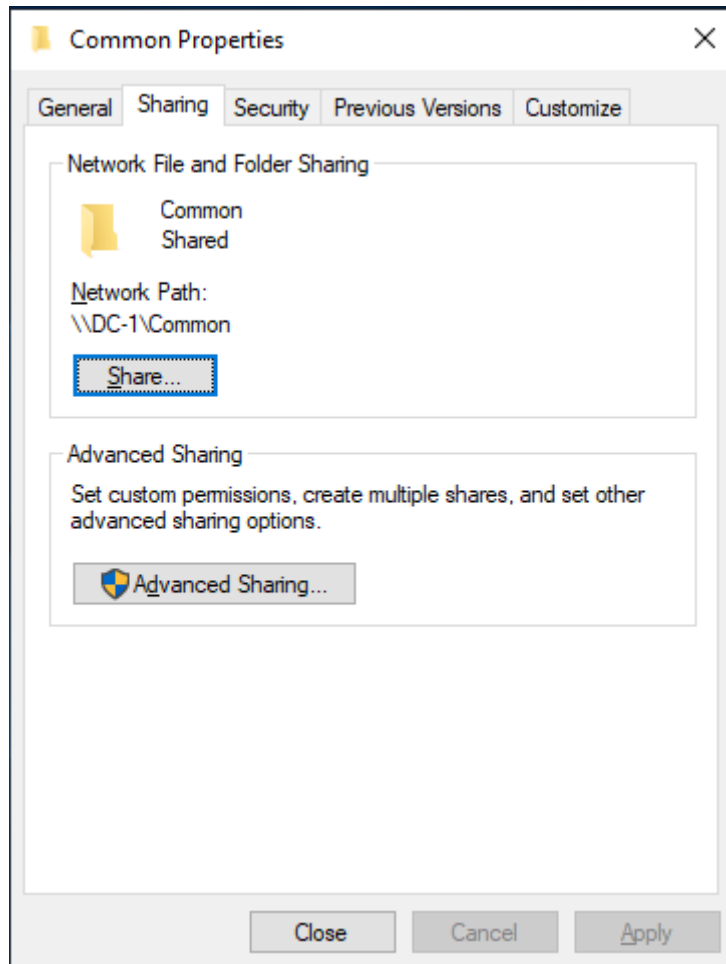 Common Properties
General Sharing Security Previous Versions Customize
Network File and Folder Sharing
Common
Shared
Network Path:
\\DC-1\Common
Share...
Advanced Sharing
Set custom permissions, create multiple shares, and set other
advanced sharing options.
Advanced Sharing...
Close Cancel Apply